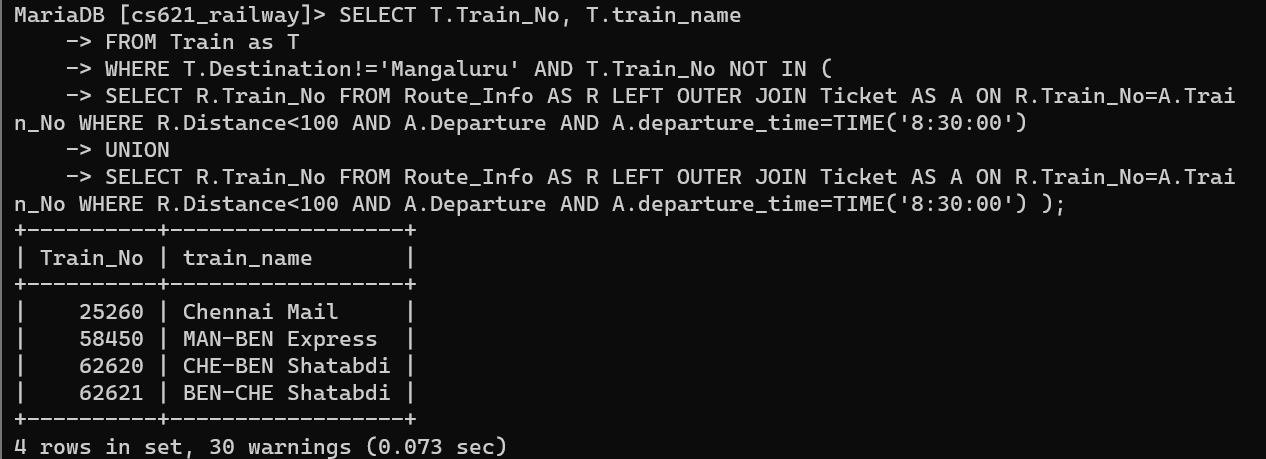 MariaDB [cs621_railway]> SELECT T.Train_No, T.train_name
    -> FROM Train as T
    -> WHERE T.Destination!='Mangaluru' AND T.Train_No NOT IN (
    -> SELECT R.Train_No FROM Route_Info AS R LEFT OUTER JOIN Ticket AS A ON R.Train_No=A.Trai
n_No WHERE R.Distance<100 AND A.Departure AND A.departure_time=TIME('8:30:00')
    -> UNION
    -> SELECT R.Train_No FROM Route_Info AS R LEFT OUTER JOIN Ticket AS A ON R.Train_No=A.Trai
n_No WHERE R.Distance<100 AND A.Departure AND A.departure_time=TIME('8:30:00') );
+----------+------------------+
| Train_No | train_name       |
+----------+------------------+
|    25260 | Chennai Mail     |
|    58450 | MAN-BEN Express  |
|    62620 | CHE-BEN Shatabdi |
|    62621 | BEN-CHE Shatabdi |
+----------+------------------+
4 rows in set, 30 warnings (0.073 sec)